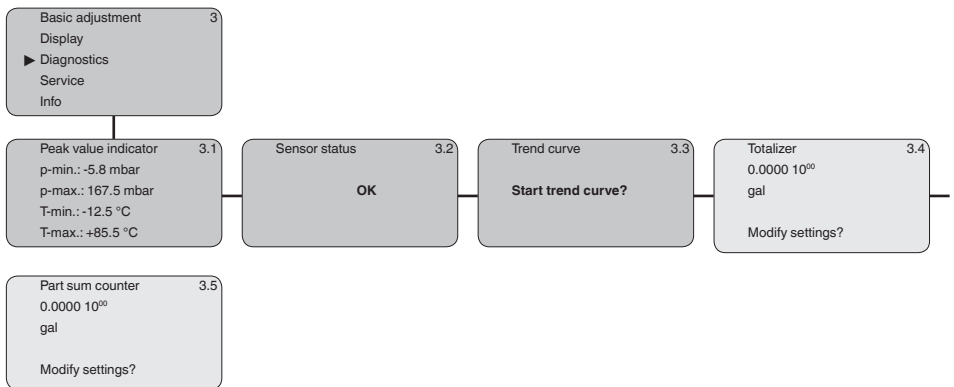 Basic adjustment 3
Display
▶ Diagnostics
Service
Info
Peak value indicator 3.1
p-min.: -5.8 mbar
p-max.: 167.5 mbar
T-min.: -12.5 °C
T-max.: +85.5 °C
Sensor status 3.2
OK
Trend curve 3.3
Start trend curve?
Totalizer 3.4
0.0000 10⁰⁰
gal
Modify settings?
Part sum counter 3.5
0.0000 10⁰⁰
gal
Modify settings?